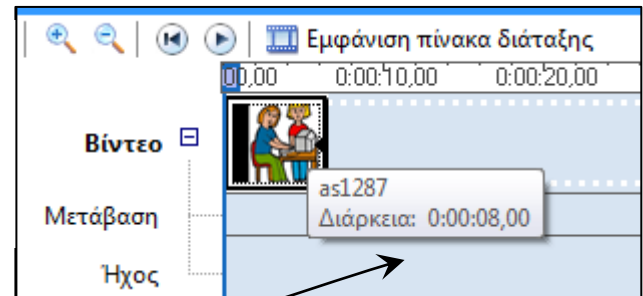 Εμφάνιση πίνακα διάταξης
00,00 0:00:10,00 0:00:20,00
Βίντεο
as1287
Διάρκεια: 0:00:08,00
Μετάβαση
Ήχος